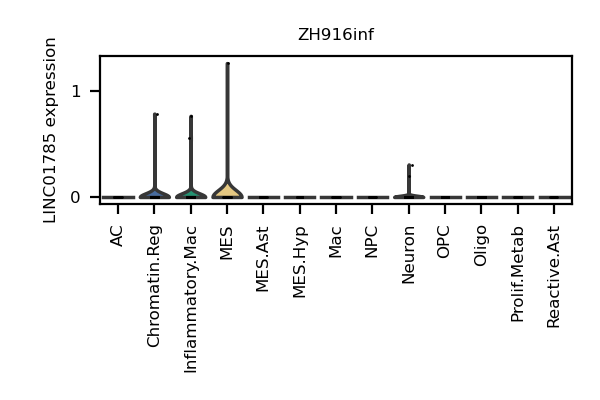 ZH916inf
LINC01785 expression
1
0
AC
Chromatin.Reg
Inflammatory.Mac
MES
MES.Ast
MES.Hyp
Mac
NPC
Neuron
OPC
Oligo
Prolif.Metab
Reactive.Ast